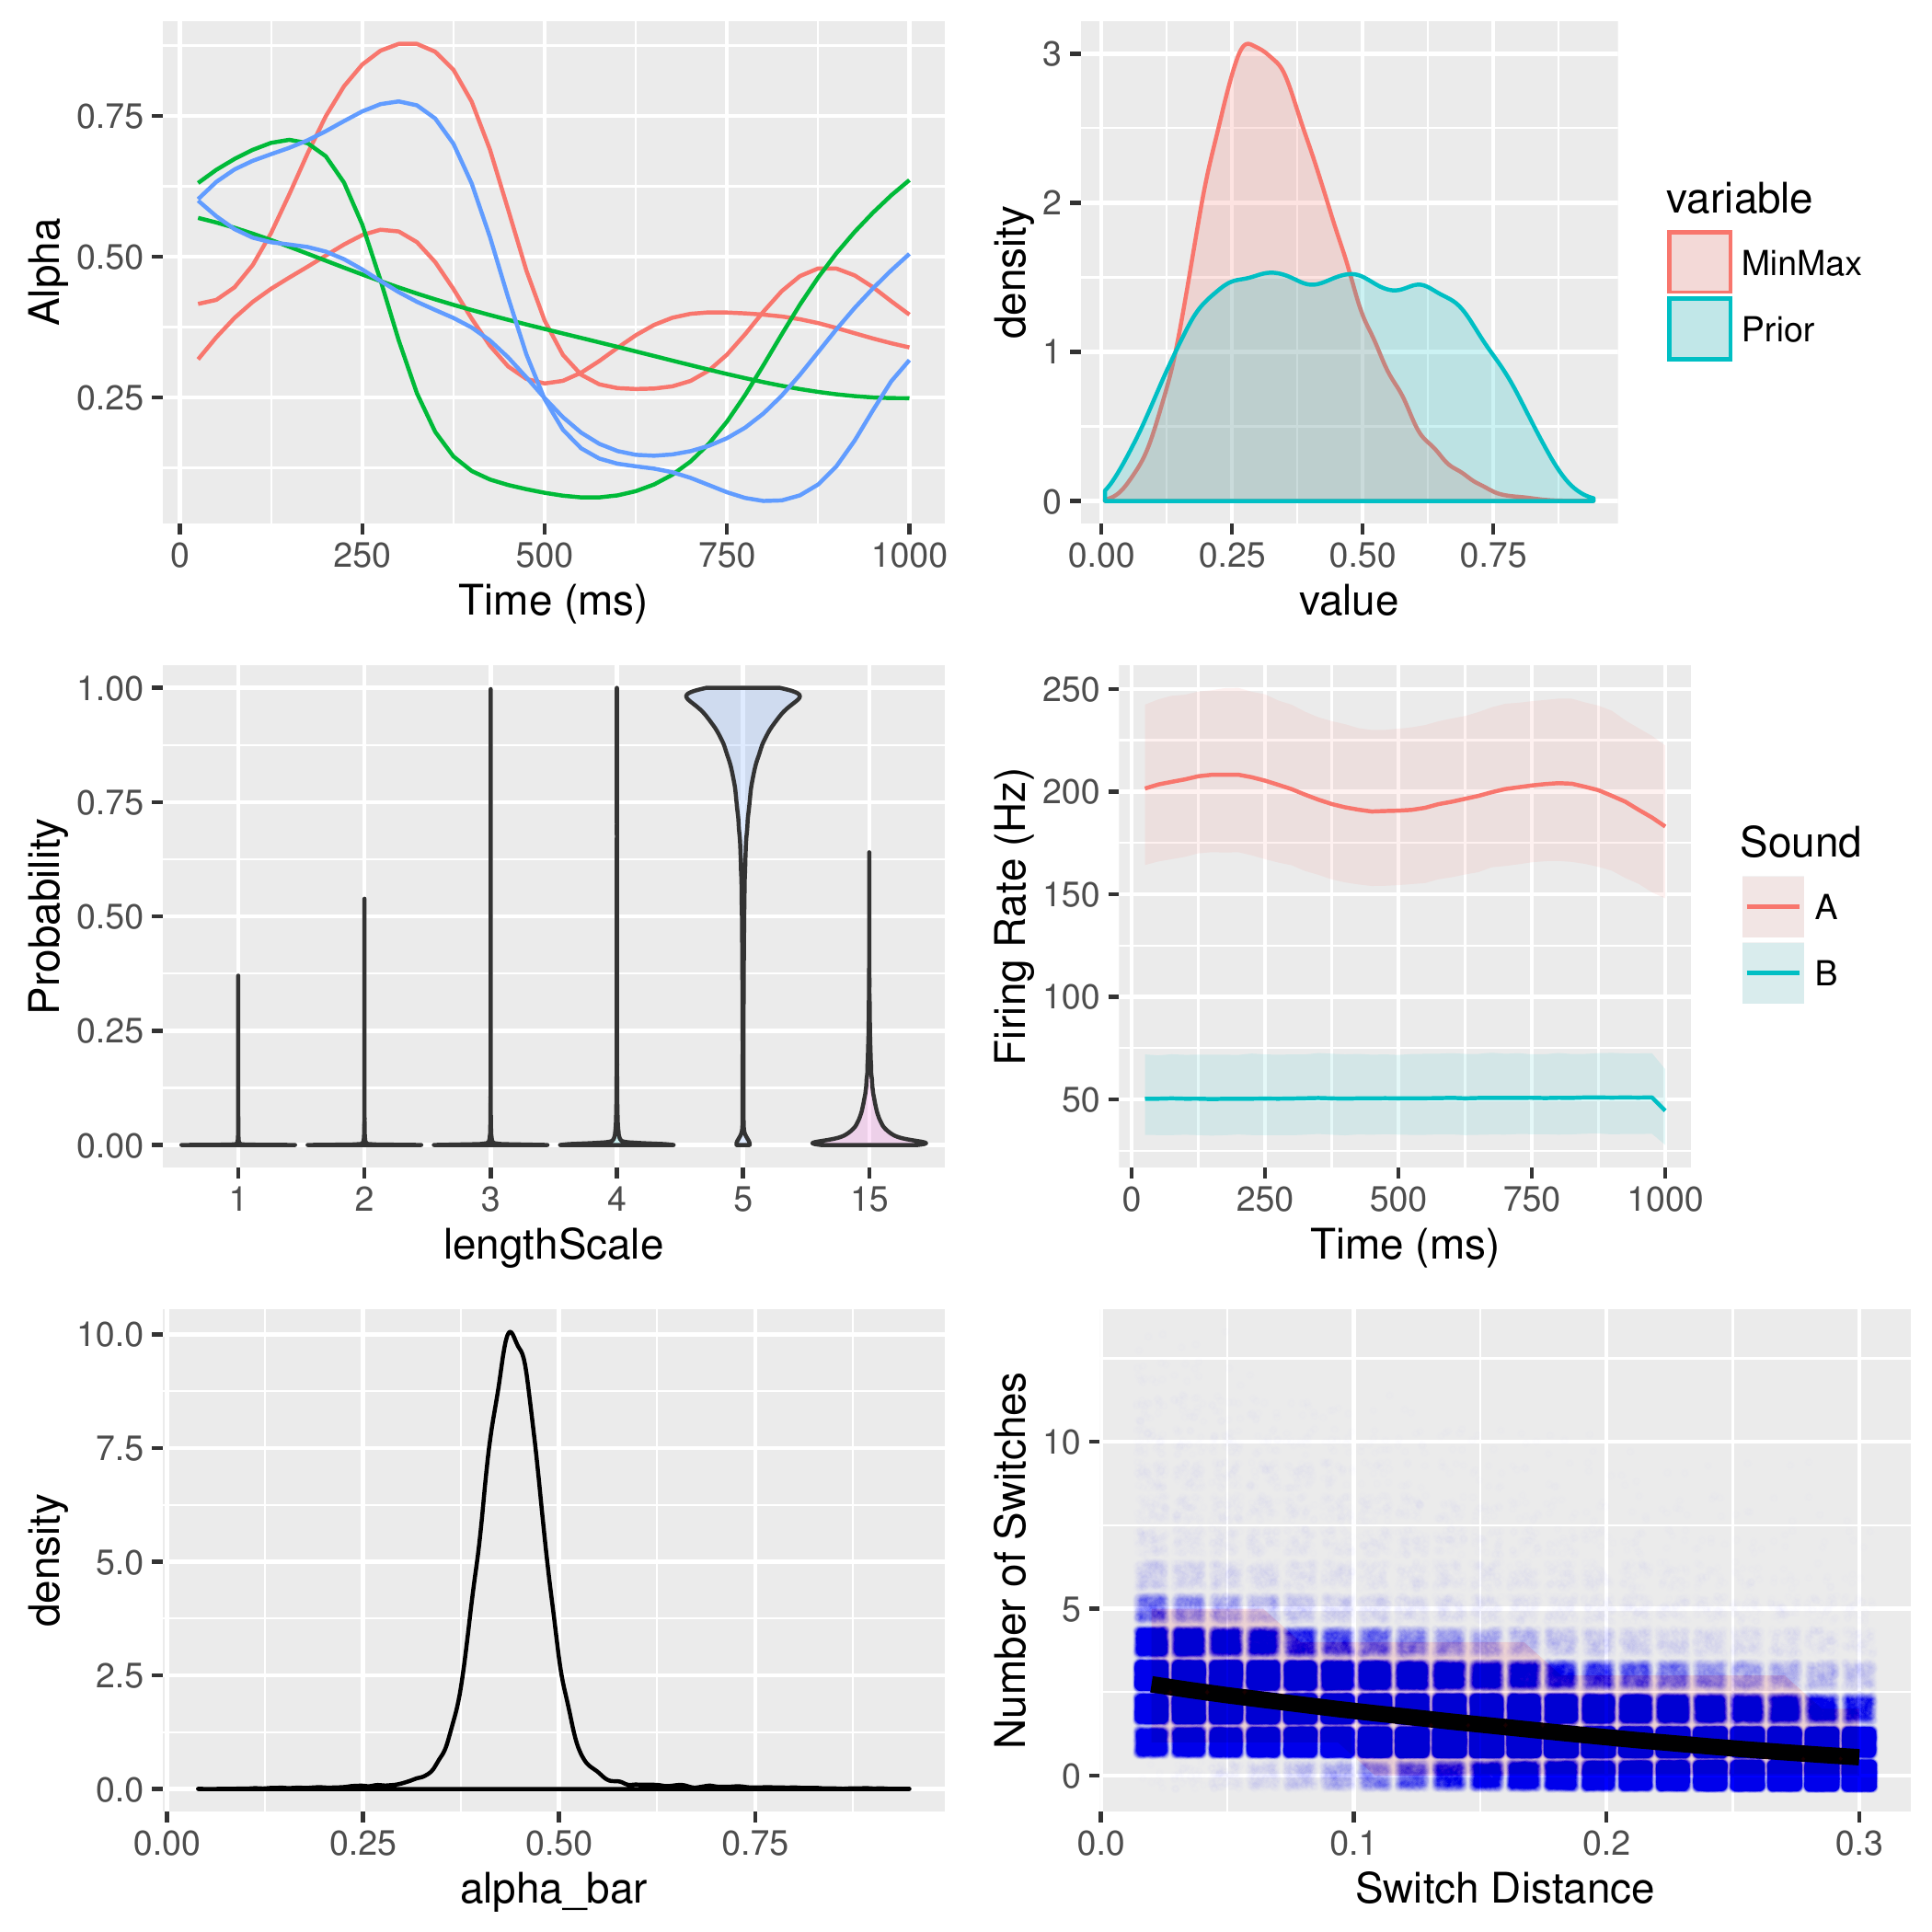 Alpha
0.75
0.50
0.25
0 250 500 750 1000
Time (ms)
density
3
2
1
0
0.00 0.25 0.50 0.75
value
variable
MinMax
Prior
Probability
1.00
0.75
0.50
0.25
0.00
1 2 3 4 5 15
lengthScale
Firing Rate (Hz)
250
200
150
100
50
0 250 500 750 1000
Time (ms)
Sound
A
B
density
10.0
7.5
5.0
2.5
0.0
0.00 0.25 0.50 0.75
alpha_bar
Number of Switches
10
5
0
0.0 0.1 0.2 0.3
Switch Distance